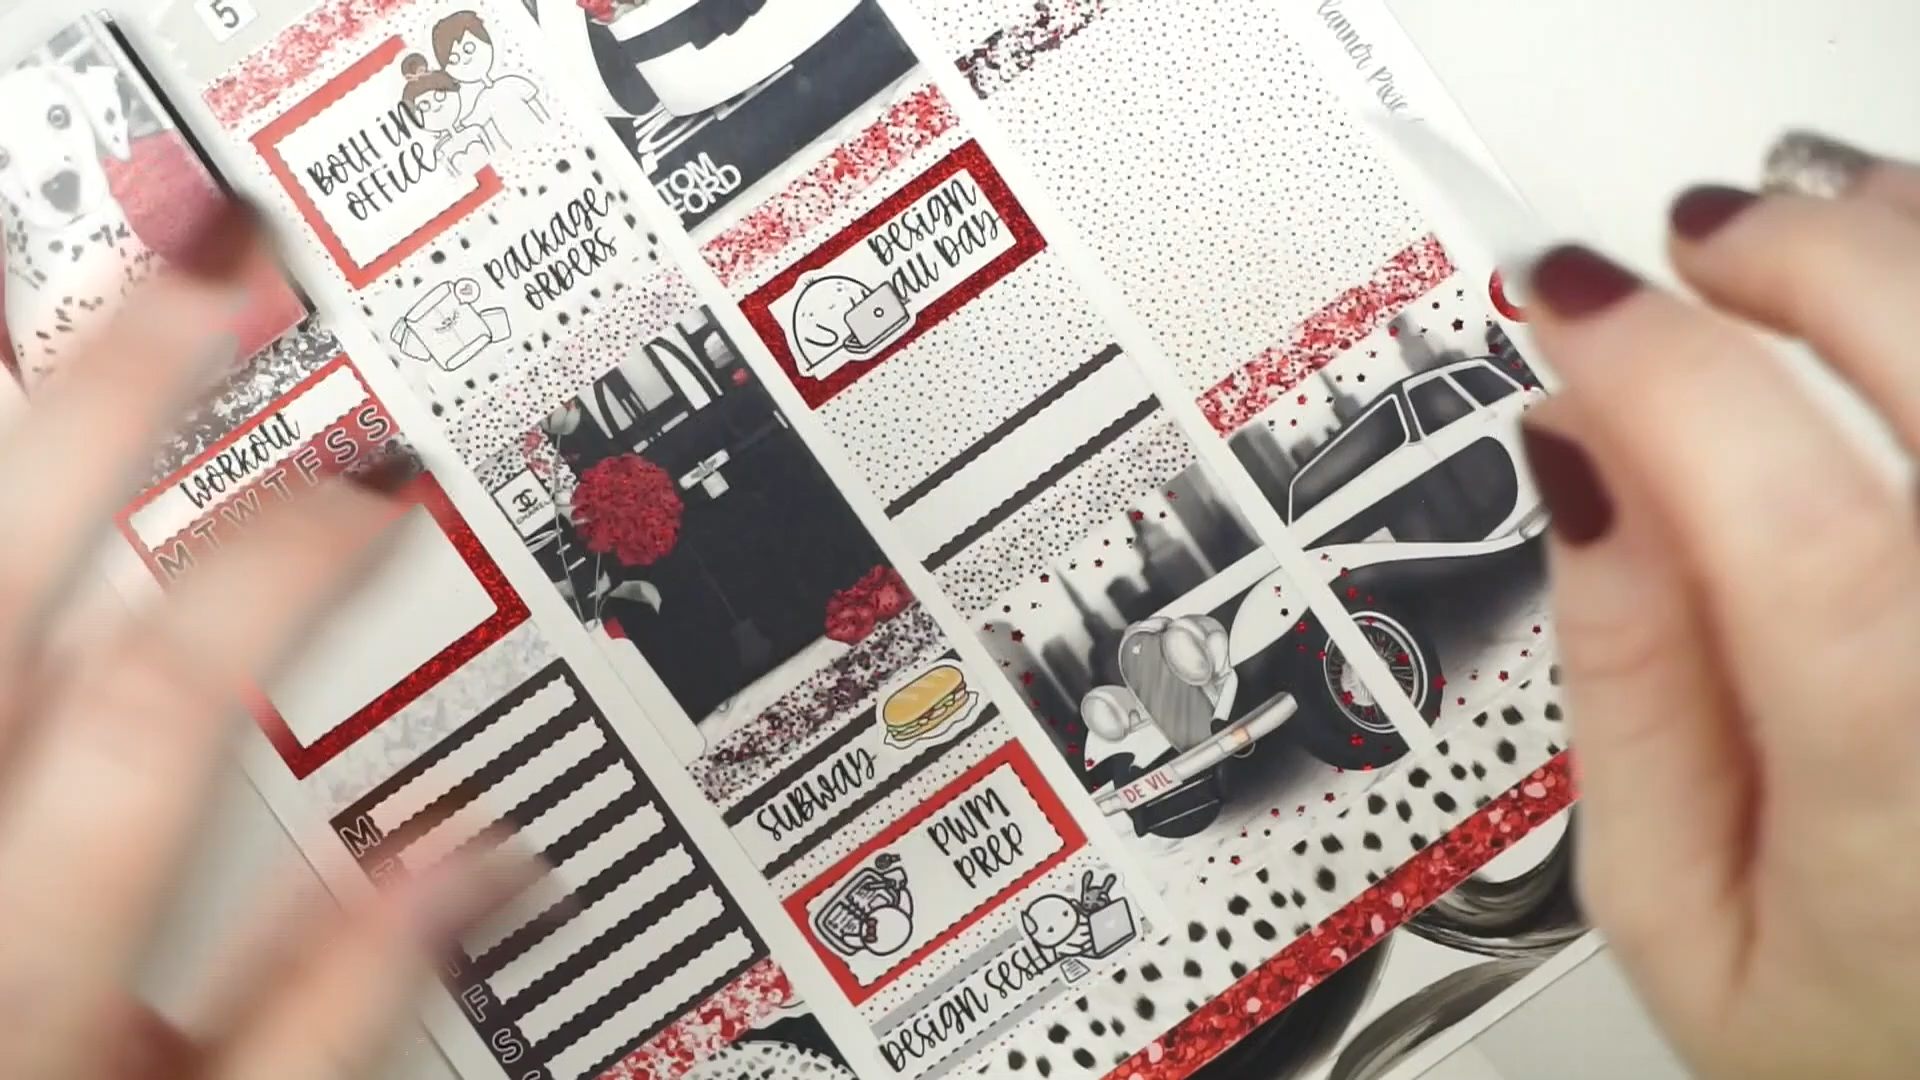 5
BOTH IN
OFFICE
PACKAGE
ORDERS
WORKOUT
M T W T F S S
M
F
S
CHANEL
TOM
FORD
DESIGN
ALL DAY
SUBWAY
PWM
PREP
DESIGN SESH
DE VIL